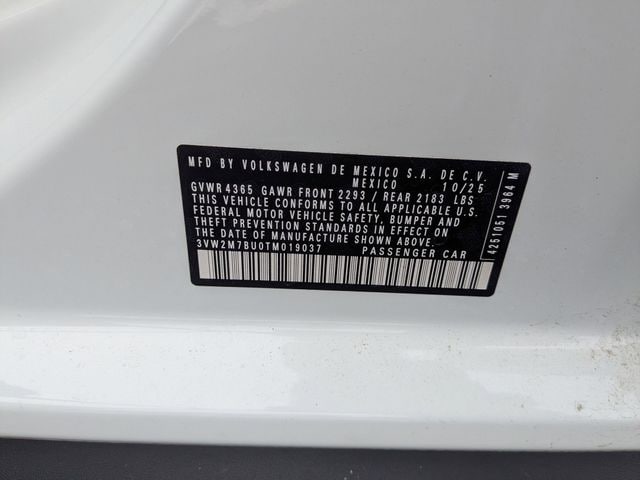 MFD BY VOLKSWAGEN DE MEXICO S.A. DE C.V.
MEXICO 10/25
GVWR 4365 GAWR FRONT 2293 / REAR 2183 LBS
THIS VEHICLE CONFORMS TO ALL APPLICABLE U.S.
FEDERAL MOTOR VEHICLE SAFETY, BUMPER AND
THEFT PREVENTION STANDARDS IN EFFECT ON
THE DATE OF MANUFACTURE SHOWN ABOVE.
3VW2M7BU0TM019037 PASSENGER CAR
4251051 3964 M